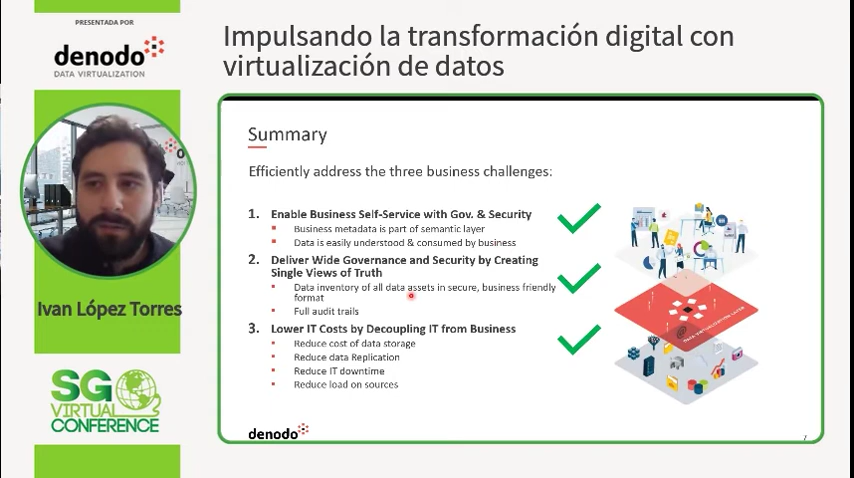 PRESENTADA POR
denodo
DATA VIRTUALIZATION
Impulsando la transformación digital con
virtualización de datos
Ivan López Torres
SG
VIRTUAL
CONFERENCE
Summary
Efficiently address the three business challenges:
1. Enable Business Self-Service with Gov. & Security
Business metadata is part of semantic layer
Data is easily understood & consumed by business
2. Deliver Wide Governance and Security by Creating
Single Views of Truth
Data inventory of all data assets in secure, business friendly
format
Full audit trails
3. Lower IT Costs by Decoupling IT from Business
Reduce cost of data storage
Reduce data Replication
Reduce IT downtime
Reduce load on sources
DATA VIRTUALIZATION LAYER
denodo